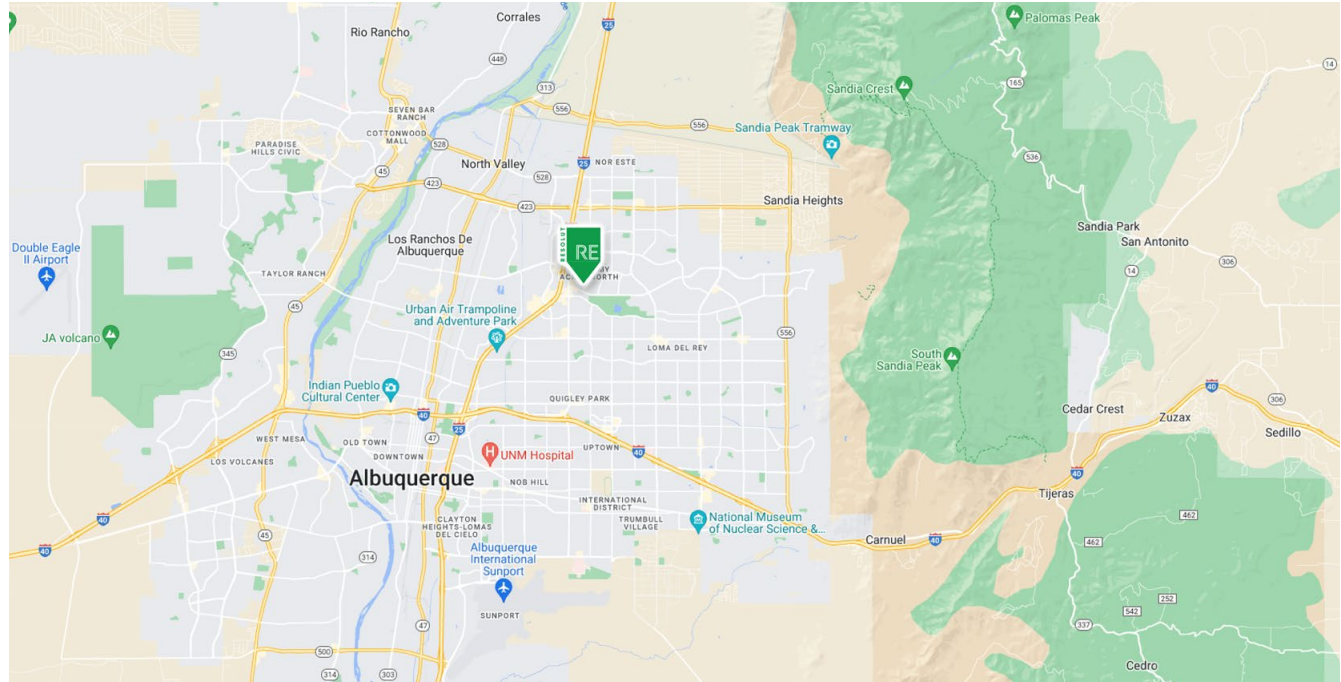 Corrales
Palomas Peak
25
Rio Rancho
448
14
165
Sandia Crest
313
556
SEVEN BAR
RANCH
556
Sandia Peak Tramway
COTTONWOOD
MALL
PARADISE
HILLS CIVIC
528
North Valley
25
NOR ESTE
536
45
528
423
Sandia Heights
423
Sandia Park
San Antonito
RESOLUT
RE
Los Ranchos De
Albuquerque
Double Eagle
II Airport
306
TAYLOR RANCH
14
45
Urban Air Trampoline
and Adventure Park
556
JA volcano
LOMA DEL REY
345
South
Sandia Peak
Indian Pueblo
Cultural Center
40
QUIGLEY PARK
306
Cedar Crest
40
Zuzax
25
Sedillo
WEST MESA
OLD TOWN
47
UPTOWN
40
UNM Hospital
DOWNTOWN
LOS VOLCANES
40
Albuquerque
NOB HILL
Tijeras
INTERNATIONAL
DISTRICT
462
40
CLAYTON
HEIGHTS-LOMAS
DEL CIELO
TRUMBULL
VILLAGE
National Museum
of Nuclear Science &...
45
Carnuel
40
462
40
314
Albuquerque
International
Sunport
252
542
SUNPORT
47
337
500
Cedro
314
303